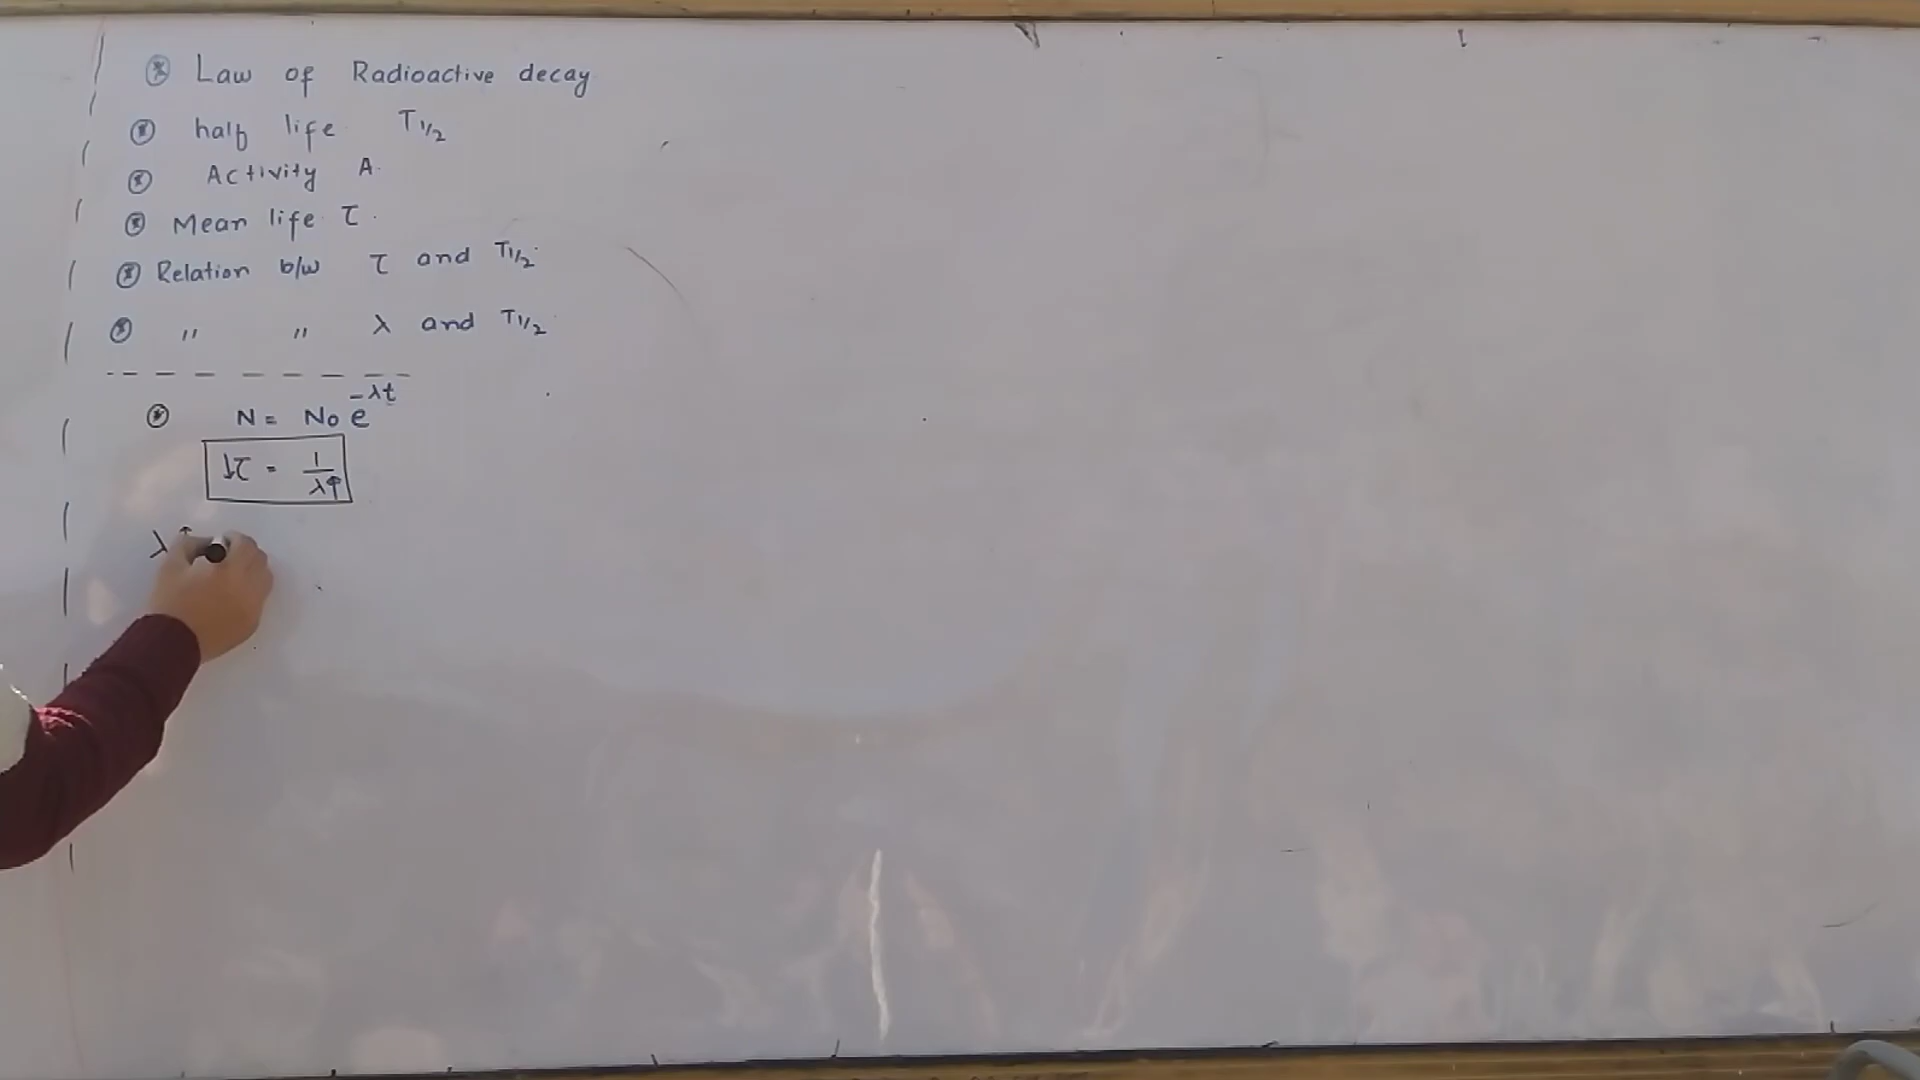 ⊛ Law of Radioactive decay
⊛ half life T1/2
⊛ Activity A.
⊛ Mean life τ.
⊛ Relation b/w τ and T1/2.
⊛ " " λ and T1/2.
⊛ N = N0 e^-λt
↓τ = 1/λ↑
λ ↑